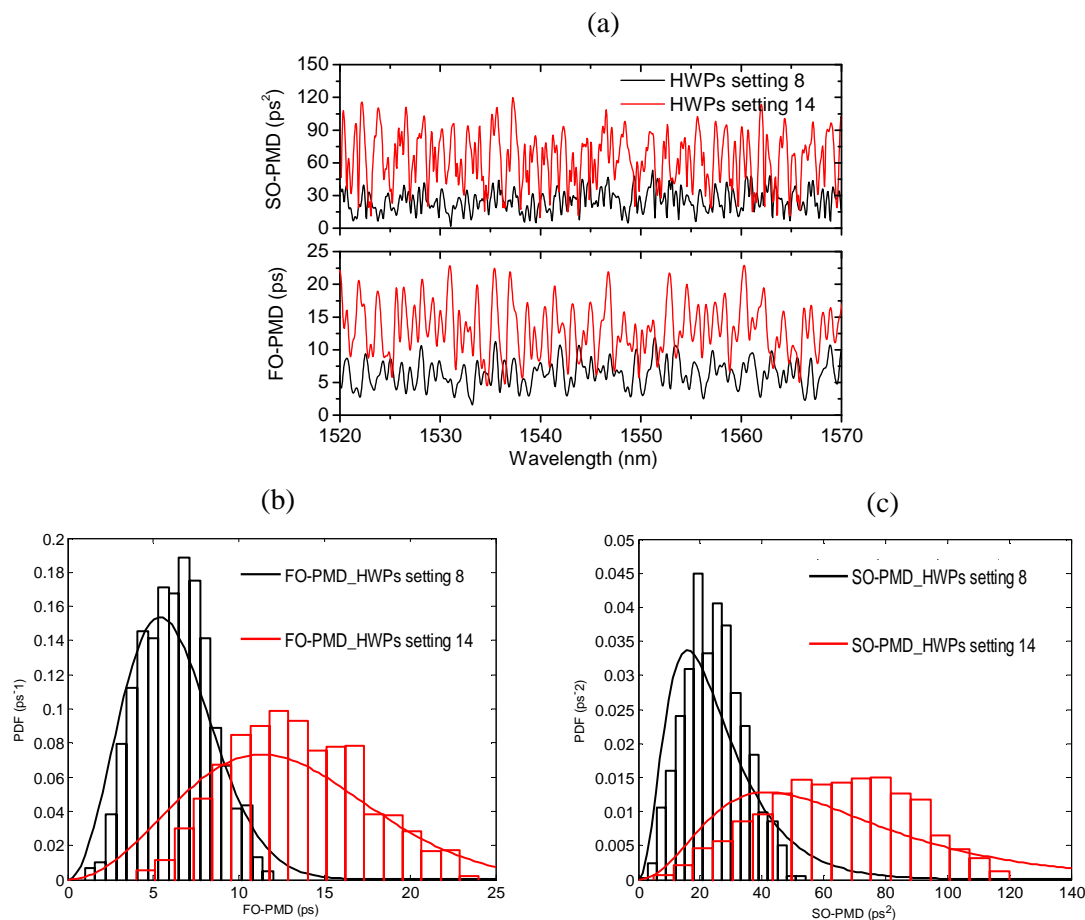 (a)
SO-PMD (ps²)
150
120
90
60
30
0
HWPs setting 8
HWPs setting 14
FO-PMD (ps)
25
20
15
10
5
0
1520 1530 1540 1550 1560 1570
Wavelength (nm)
(b)
PDF (ps^-1)
0.2
0.18
0.16
0.14
0.12
0.1
0.08
0.06
0.04
0.02
0
FO-PMD_HWPs setting 8
FO-PMD_HWPs setting 14
0 5 10 15 20 25
FO-PMD (ps)
(c)
PDF (ps^-2)
0.05
0.045
0.04
0.035
0.03
0.025
0.02
0.015
0.01
0.005
0
SO-PMD_HWPs setting 8
SO-PMD_HWPs setting 14
0 20 40 60 80 100 120 140
SO-PMD (ps²)